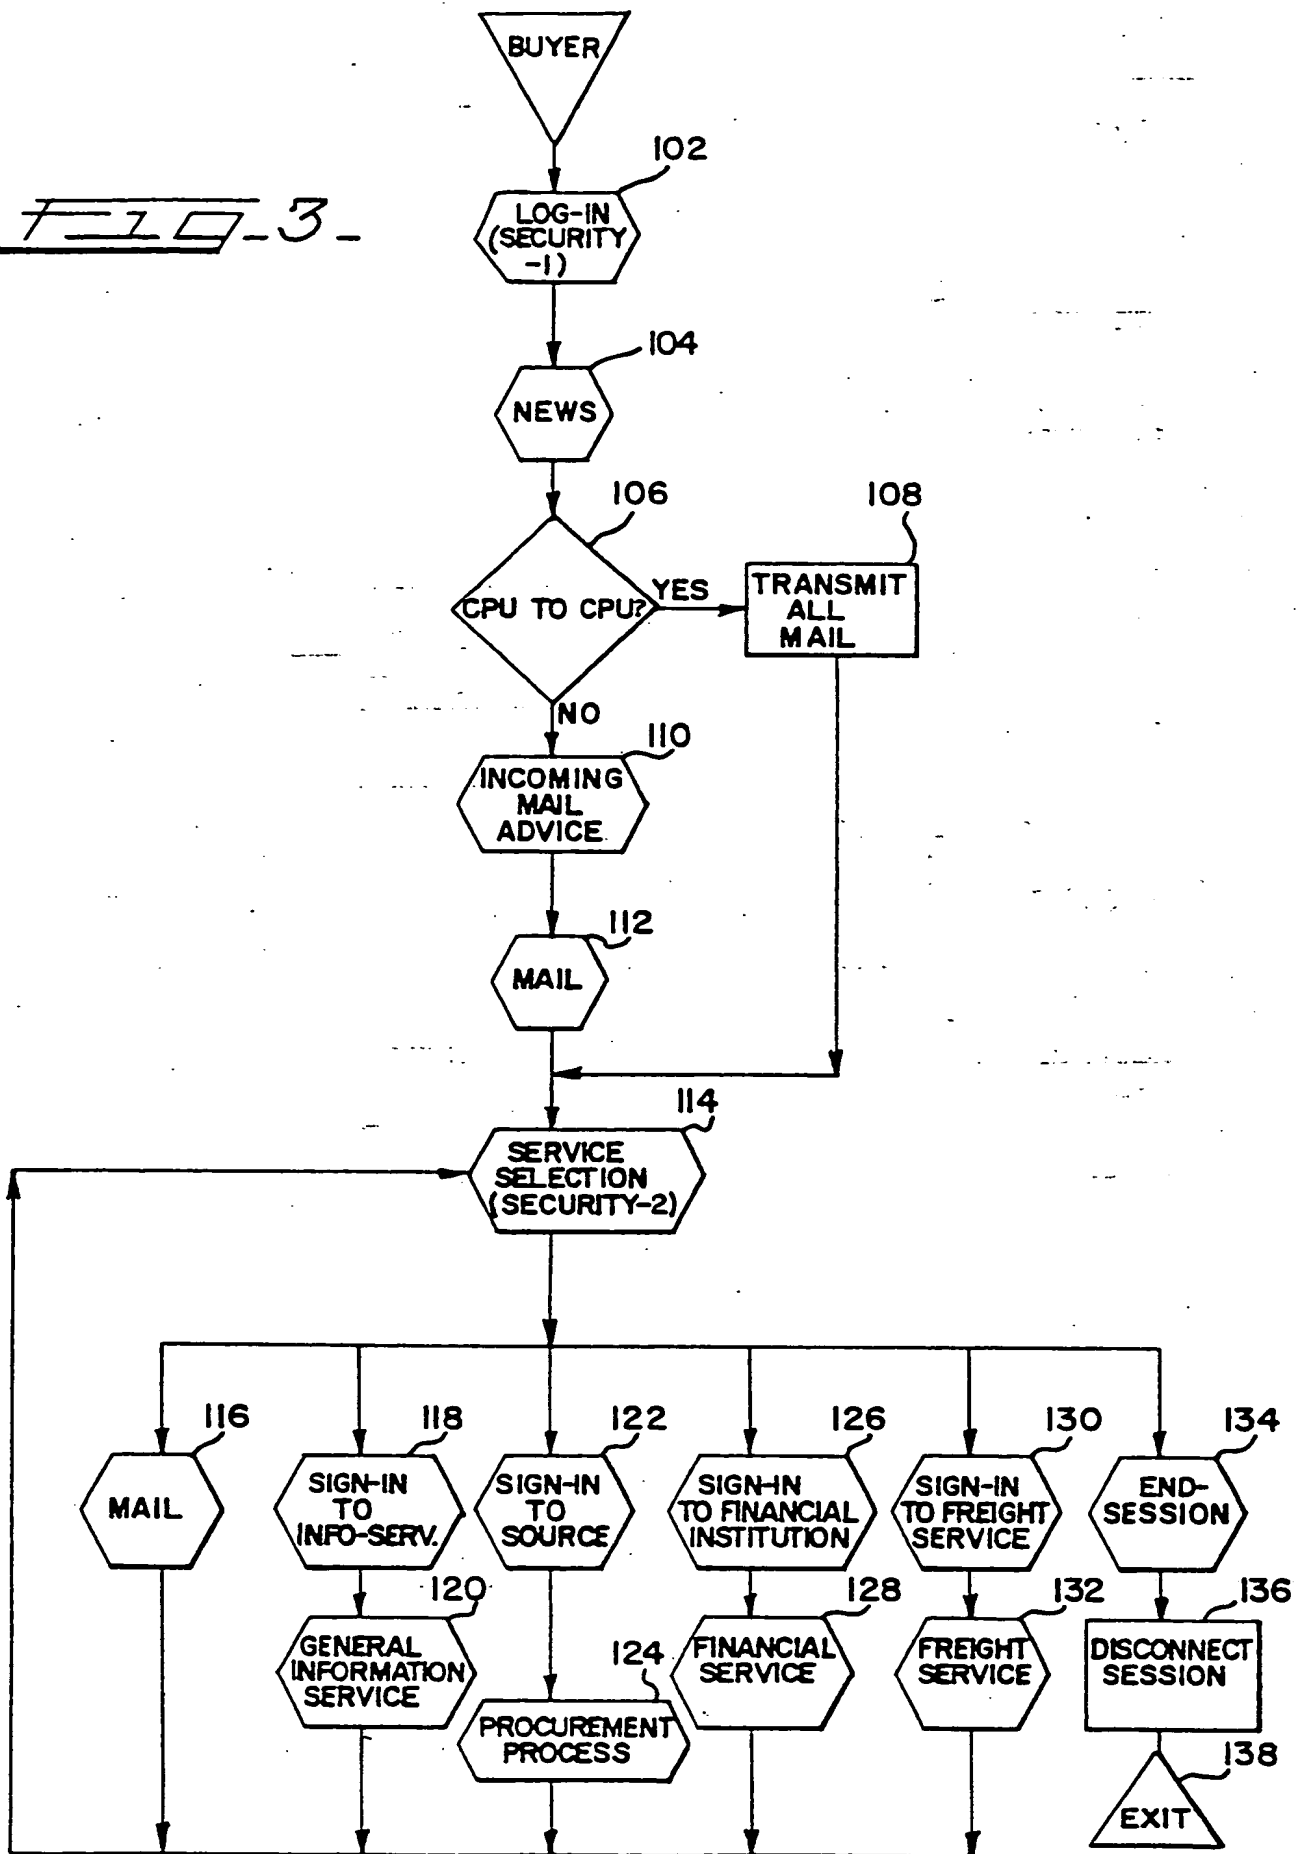 BUYER
102
FIG-3-
LOG-IN
(SECURITY
-1)
104
NEWS
106
108
CPU TO CPU?
YES
TRANSMIT
ALL
MAIL
NO
110
INCOMING
MAIL
ADVICE
112
MAIL
114
SERVICE
SELECTION
(SECURITY-2)
116
118
122
126
130
134
MAIL
SIGN-IN
TO
INFO-SERV.
SIGN-IN
TO
SOURCE
SIGN-IN
TO FINANCIAL
INSTITUTION
SIGN-IN
TO FREIGHT
SERVICE
END-
SESSION
120
128
132
136
GENERAL
INFORMATION
SERVICE
124
FINANCIAL
SERVICE
FREIGHT
SERVICE
DISCONNECT
SESSION
PROCUREMENT
PROCESS
138
EXIT